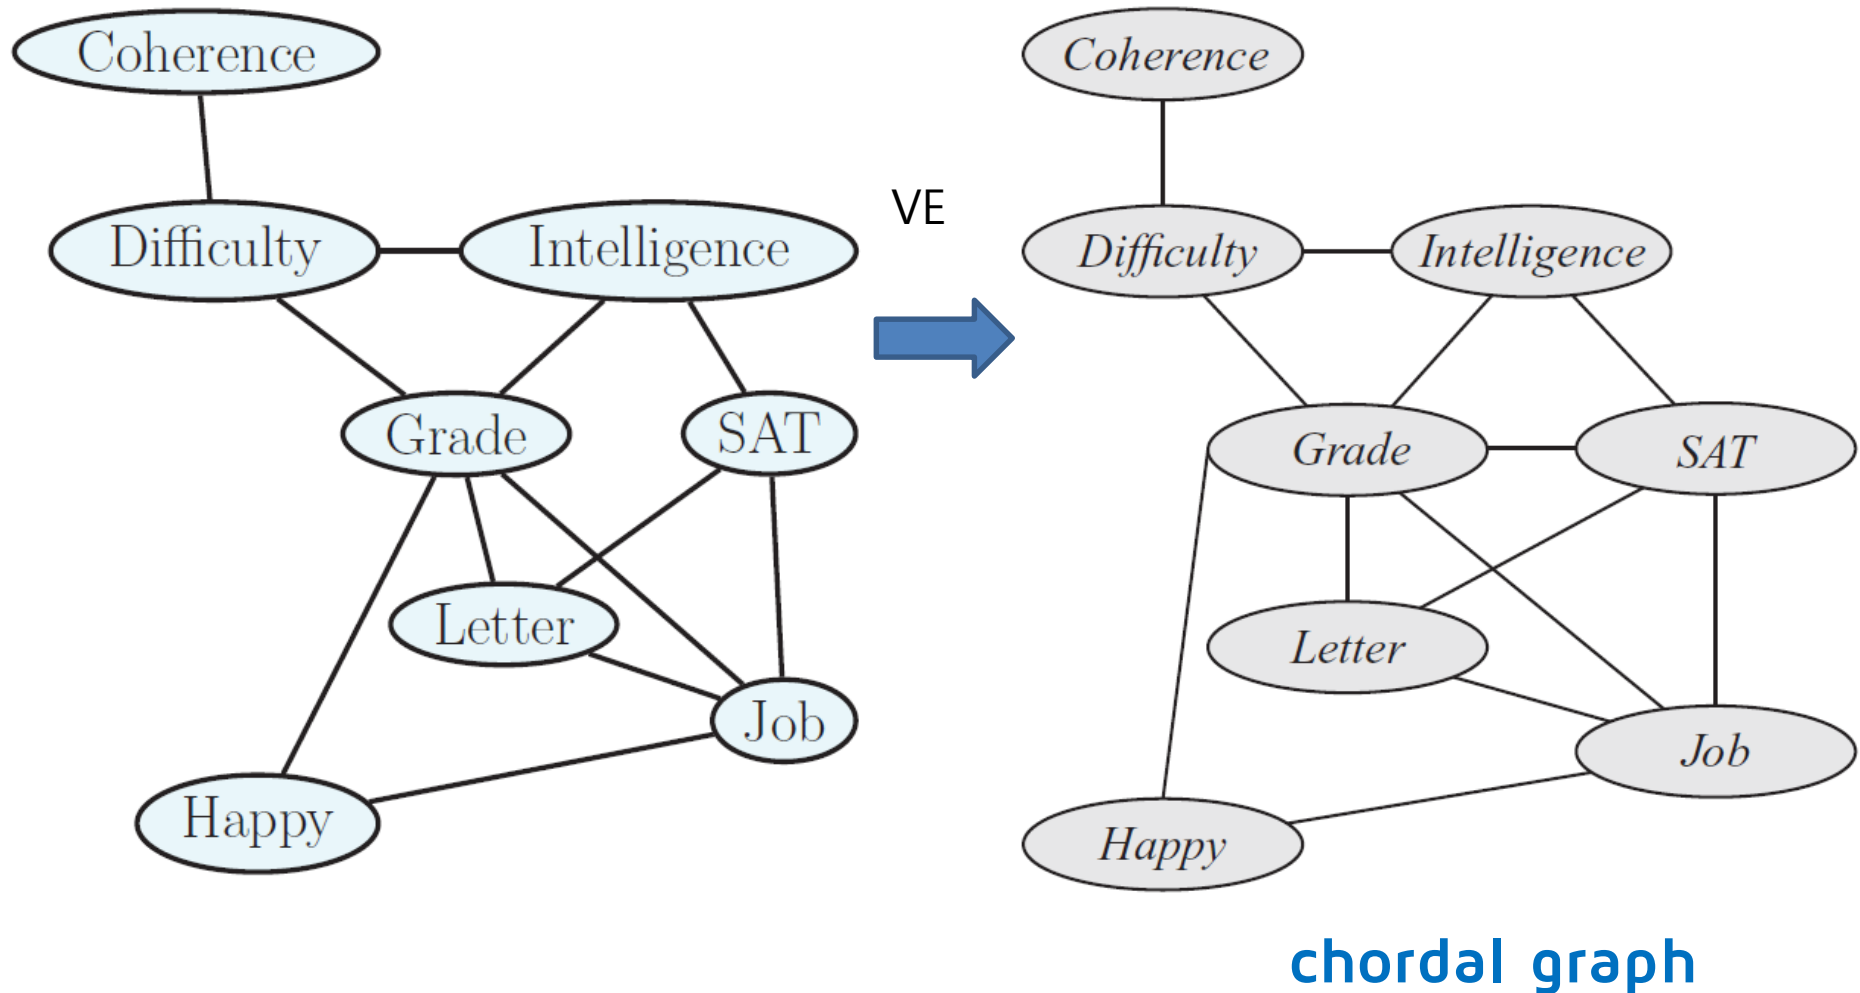 Coherence
Difficulty
Intelligence
Grade
SAT
Letter
Job
Happy
VE
Coherence
Difficulty
Intelligence
Grade
SAT
Letter
Job
Happy
chordal graph